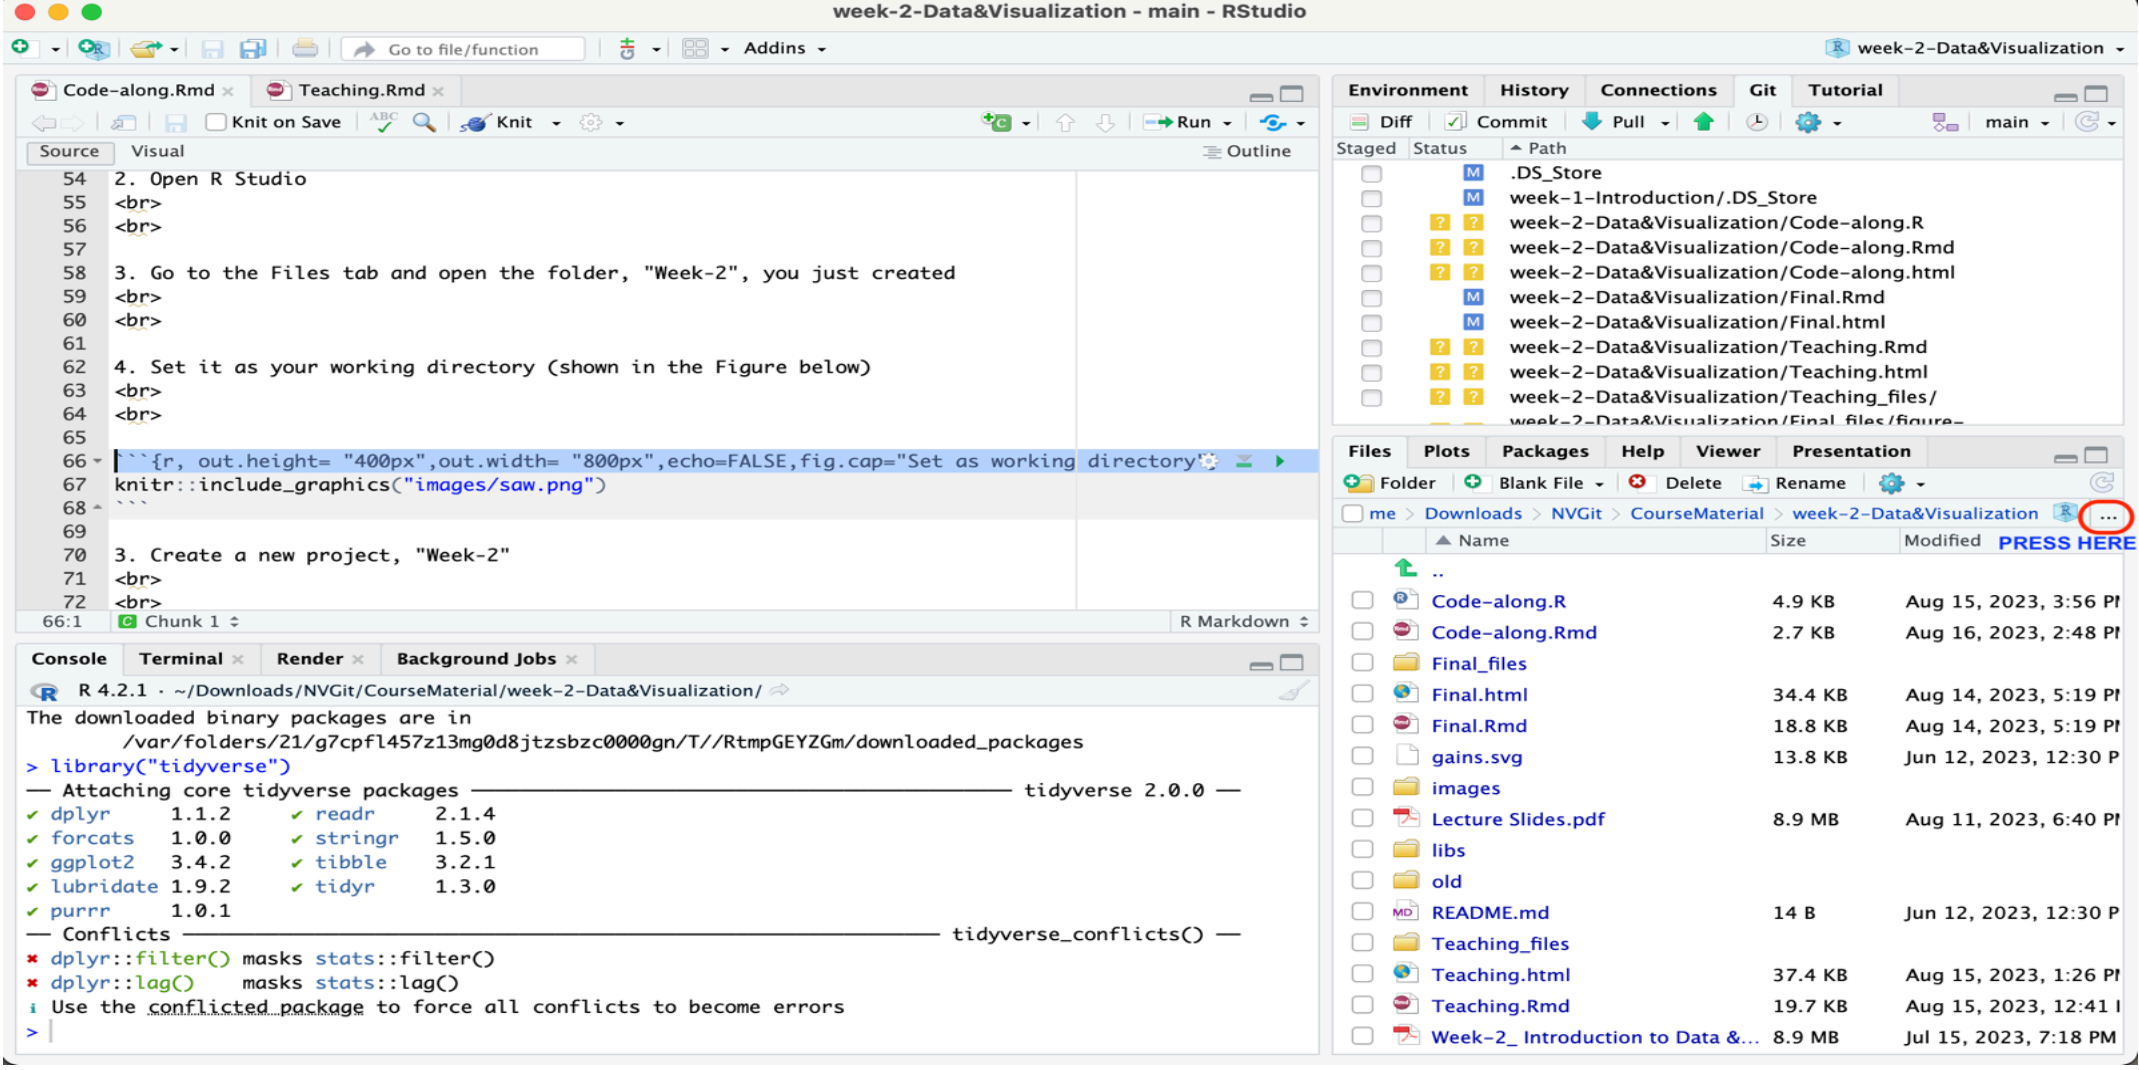 week-2-Data&Visualization - main - RStudio
Go to file/function
Addins
week-2-Data&Visualization
Code-along.Rmd
Teaching.Rmd
Knit on Save
ABC
Knit
Run
Source
Visual
Outline
54 2. Open R Studio
55 <br>
56 <br>
57
58 3. Go to the Files tab and open the folder, "Week-2", you just created
59 <br>
60 <br>
61
62 4. Set it as your working directory (shown in the Figure below)
63 <br>
64 <br>
65
66 ```{r, out.height= "400px",out.width= "800px",echo=FALSE,fig.cap="Set as working directory"
67 knitr::include_graphics("images/saw.png")
68 ```
69
70 3. Create a new project, "Week-2"
71 <br>
72 <br>
66:1
C Chunk 1
R Markdown
Console
Terminal
Render
Background Jobs
R R 4.2.1 · ~/Downloads/NVGit/CourseMaterial/week-2-Data&Visualization/
The downloaded binary packages are in
/var/folders/21/g7cpfl457z13mg0d8jtzsbzc0000gn/T//RtmpGEYZGm/downloaded_packages
> library("tidyverse")
── Attaching core tidyverse packages ── tidyverse 2.0.0 ──
✔ dplyr 1.1.2 ✔ readr 2.1.4
✔ forcats 1.0.0 ✔ stringr 1.5.0
✔ ggplot2 3.4.2 ✔ tibble 3.2.1
✔ lubridate 1.9.2 ✔ tidyr 1.3.0
✔ purrr 1.0.1
── Conflicts ── tidyverse_conflicts() ──
✖ dplyr::filter() masks stats::filter()
✖ dplyr::lag() masks stats::lag()
ℹ Use the conflicted package to force all conflicts to become errors
>
Environment
History
Connections
Git
Tutorial
Diff
Commit
Pull
main
Staged
Status
Path
M .DS_Store
M week-1-Introduction/.DS_Store
? ? week-2-Data&Visualization/Code-along.R
? ? week-2-Data&Visualization/Code-along.Rmd
? ? week-2-Data&Visualization/Code-along.html
M week-2-Data&Visualization/Final.Rmd
M week-2-Data&Visualization/Final.html
? ? week-2-Data&Visualization/Teaching.Rmd
? ? week-2-Data&Visualization/Teaching.html
? ? week-2-Data&Visualization/Teaching_files/
week-2-Data&Visualization/Final_files/figure-
Files
Plots
Packages
Help
Viewer
Presentation
Folder
Blank File
Delete
Rename
me > Downloads > NVGit > CourseMaterial > week-2-Data&Visualization
...
Name
Size
Modified
PRESS HERE
..
Code-along.R 4.9 KB Aug 15, 2023, 3:56 P
Code-along.Rmd 2.7 KB Aug 16, 2023, 2:48 P
Final_files
Final.html 34.4 KB Aug 14, 2023, 5:19 P
Final.Rmd 18.8 KB Aug 14, 2023, 5:19 P
gains.svg 13.8 KB Jun 12, 2023, 12:30 P
images
Lecture Slides.pdf 8.9 MB Aug 11, 2023, 6:40 P
libs
old
MD README.md 14 B Jun 12, 2023, 12:30 P
Teaching_files
Teaching.html 37.4 KB Aug 15, 2023, 1:26 P
Teaching.Rmd 19.7 KB Aug 15, 2023, 12:41
Week-2_ Introduction to Data &... 8.9 MB Jul 15, 2023, 7:18 PM